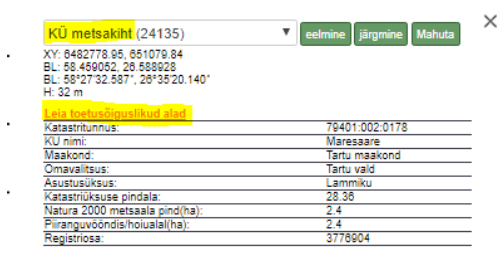 KÜ metsakiht (24135) eelmine järgmine Mahuta
XY: 6482778.95, 651079.84
BL: 58.459052, 26.588928
BL: 58°27'32.587", 26°35'20.140"
H: 32 m
Leia toetusõiguslikud alad
Katastritunnus: 79401:002:0178
KÜ nimi: Maresaare
Maakond: Tartu maakond
Omavalitsus: Tartu vald
Asustusüksus: Lammiku
Katastriüksuse pindala: 28.36
Natura 2000 metsaala pind(ha): 2.4
Piiranguvööndis/hoiualal(ha): 2.4
Registriosa: 3776904